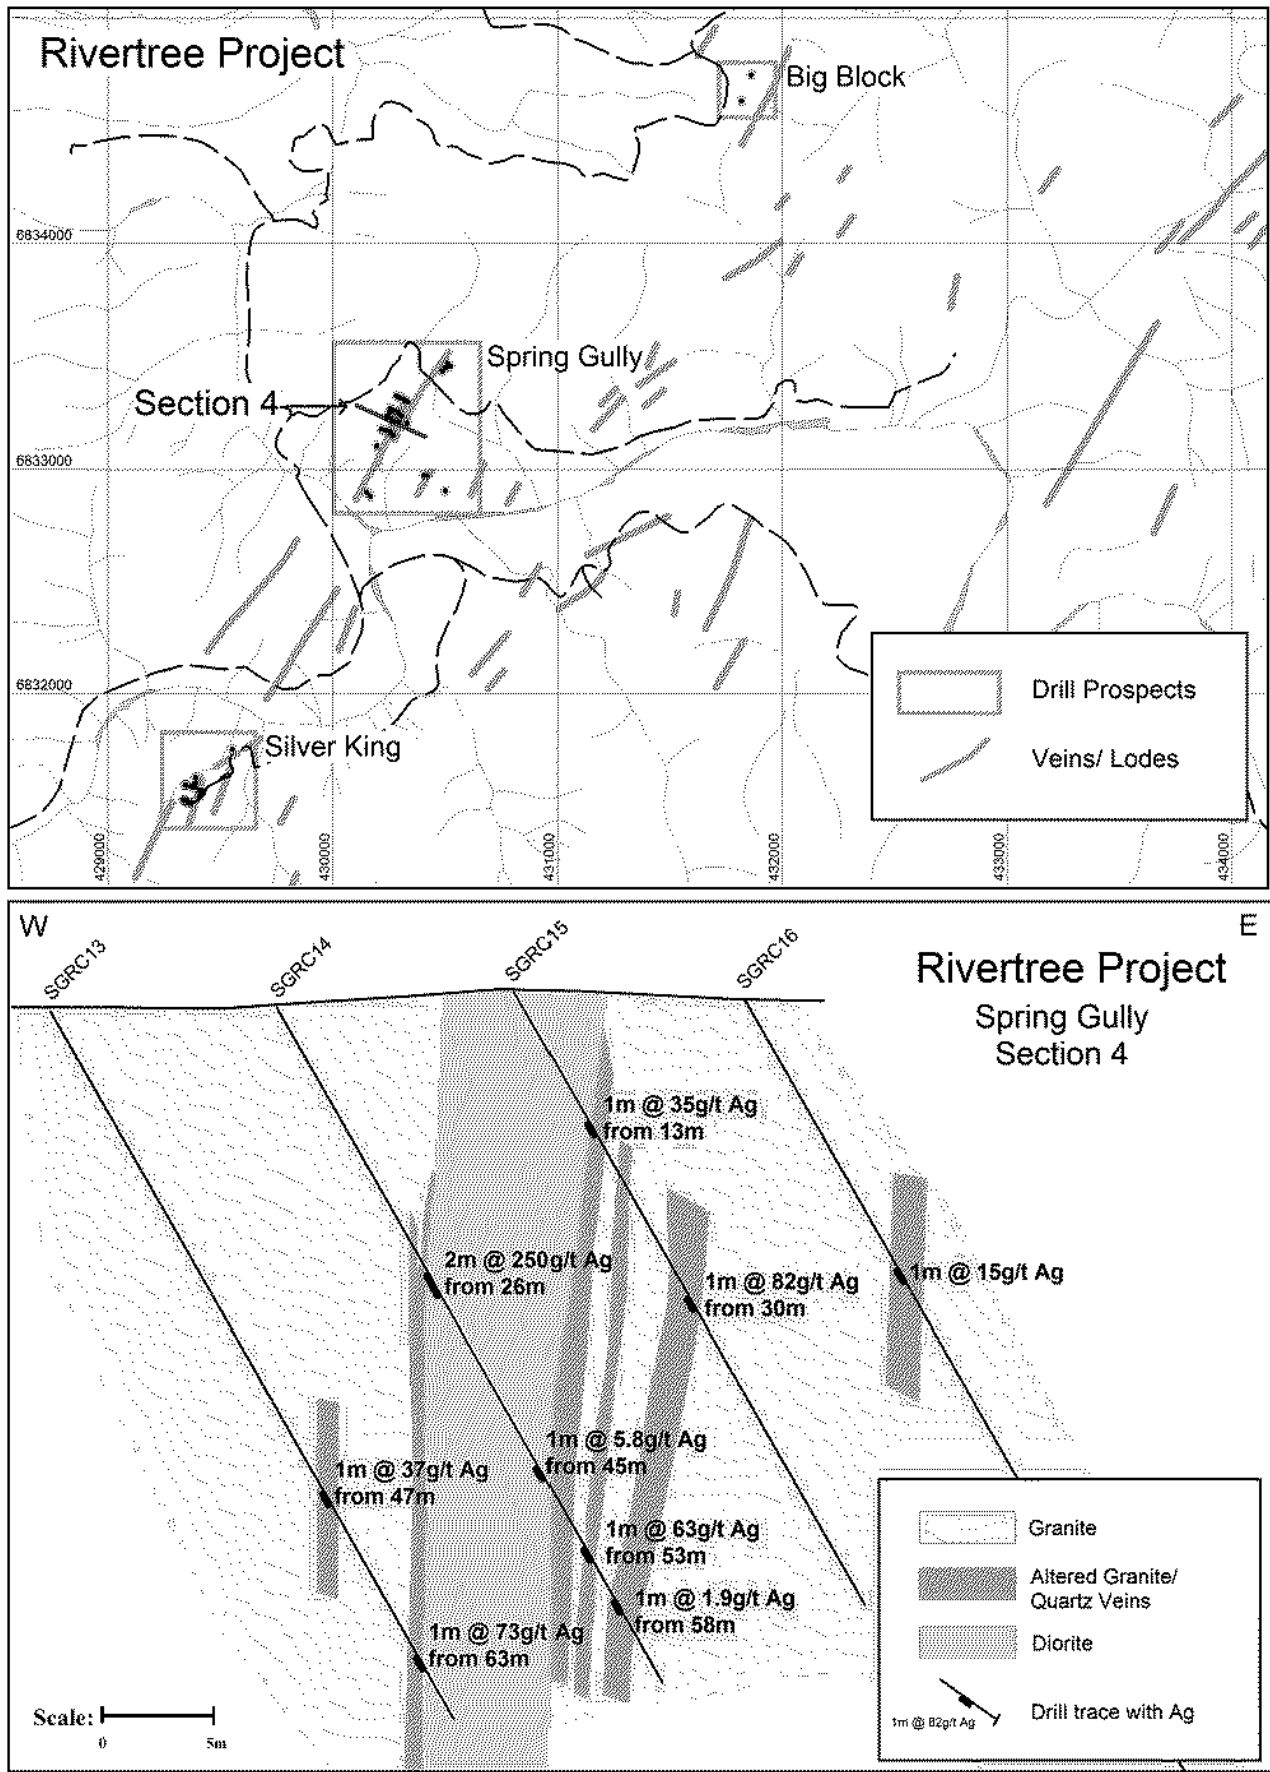 Rivertree Project
Big Block
6834000
Spring Gully
Section 4
6833000
6832000
Drill Prospects
Veins/ Lodes
Silver King
429000
430000
431000
432000
433000
434000
W
E
SGRC13
SGRC14
SGRC15
SGRC16
Rivertree Project
Spring Gully
Section 4
1m @ 35g/t Ag
from 13m
2m @ 250g/t Ag
from 26m
1m @ 82g/t Ag
from 30m
1m @ 15g/t Ag
1m @ 5.8g/t Ag
from 45m
1m @ 37g/t Ag
from 47m
1m @ 63g/t Ag
from 53m
1m @ 1.9g/t Ag
from 58m
1m @ 73g/t Ag
from 63m
Granite
Altered Granite/
Quartz Veins
Diorite
Drill trace with Ag
1m @ 82g/t Ag
Scale:
0 5m